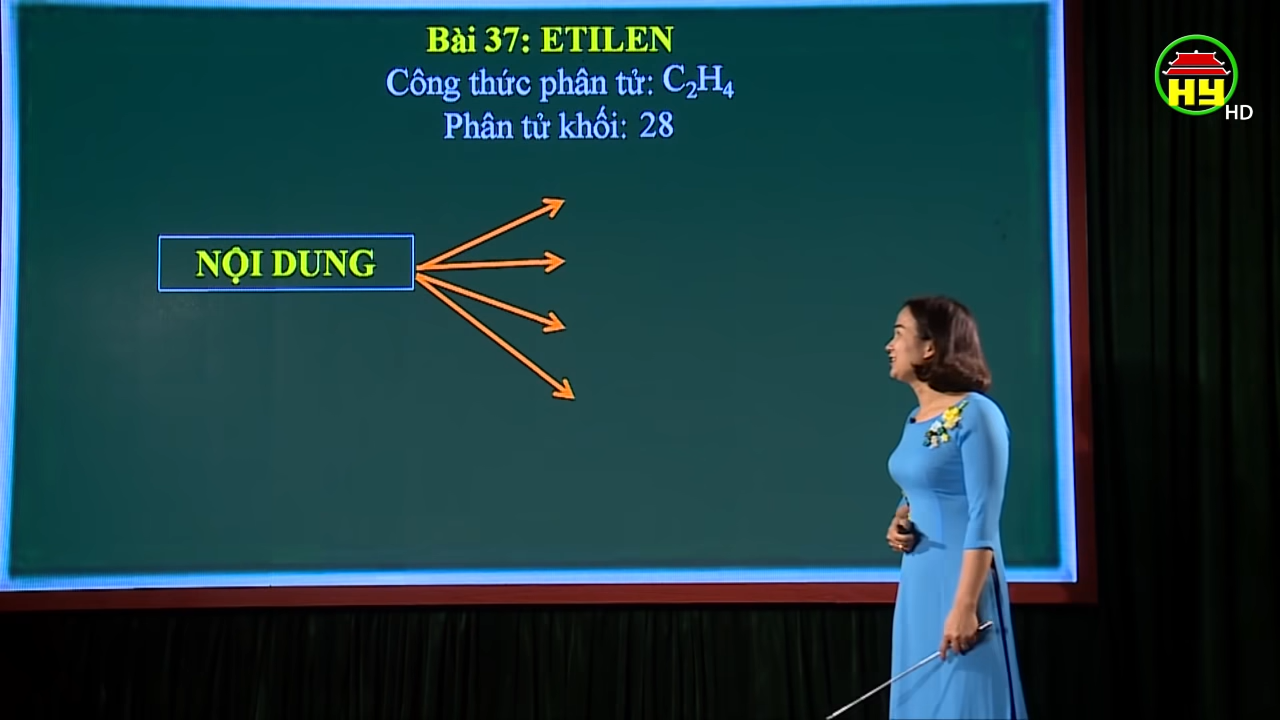 Bài 37: ETILEN
Công thức phân tử: C₂H₄
Phân tử khối: 28
NỘI DUNG
HY
HD